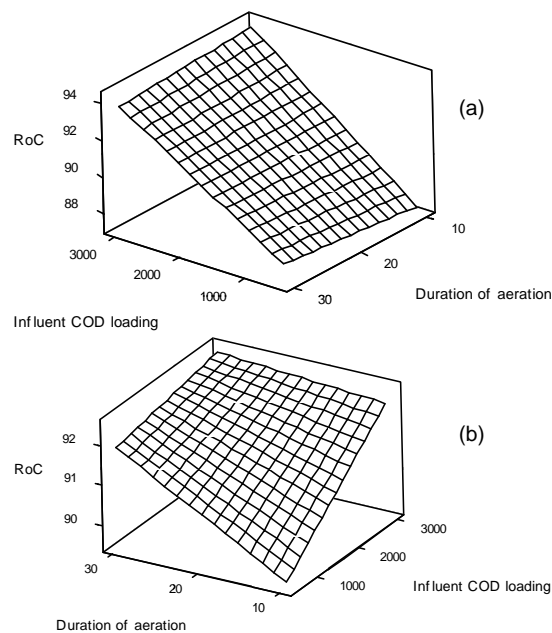 94
(a)
92
RoC
90
88
3000
2000
1000
10
20
30
Duration of aeration
Influent COD loading
(b)
92
RoC
91
90
30
20
10
3000
2000
1000
Influent COD loading
Duration of aeration